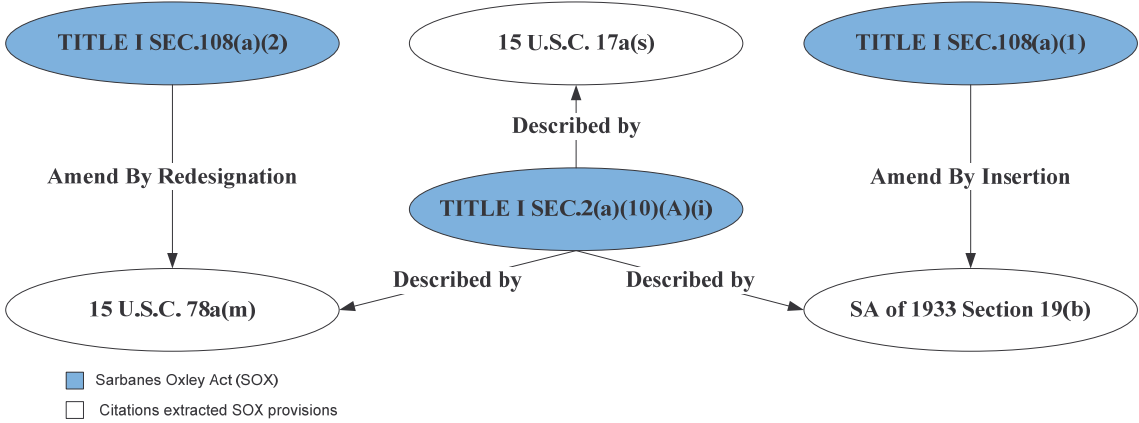 TITLE I SEC.108(a)(2)
15 U.S.C. 17a(s)
TITLE I SEC.108(a)(1)
Described by
Amend By Redesignation
Amend By Insertion
TITLE I SEC.2(a)(10)(A)(i)
Described by
Described by
15 U.S.C. 78a(m)
SA of 1933 Section 19(b)
Sarbanes Oxley Act (SOX)
Citations extracted SOX provisions